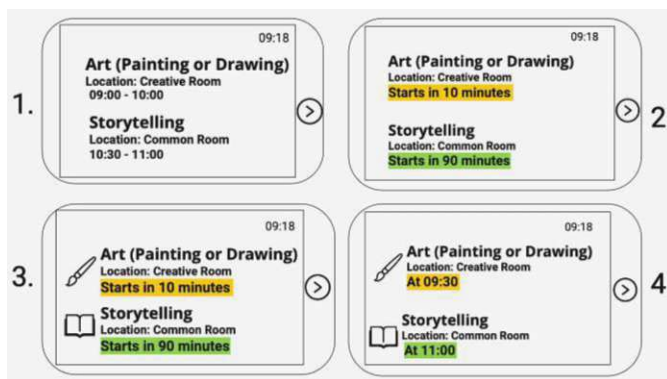 1.
09:18
Art (Painting or Drawing)
Location: Creative Room
09:00 - 10:00
Storytelling
Location: Common Room
10:30 - 11:00
2
09:18
Art (Painting or Drawing)
Location: Creative Room
Starts in 10 minutes
Storytelling
Location: Common Room
Starts in 90 minutes
3.
09:18
Art (Painting or Drawing)
Location: Creative Room
Starts in 10 minutes
Storytelling
Location: Common Room
Starts in 90 minutes
4
09:18
Art (Painting or Drawing)
Location: Creative Room
At 09:30
Storytelling
Location: Common Room
At 11:00